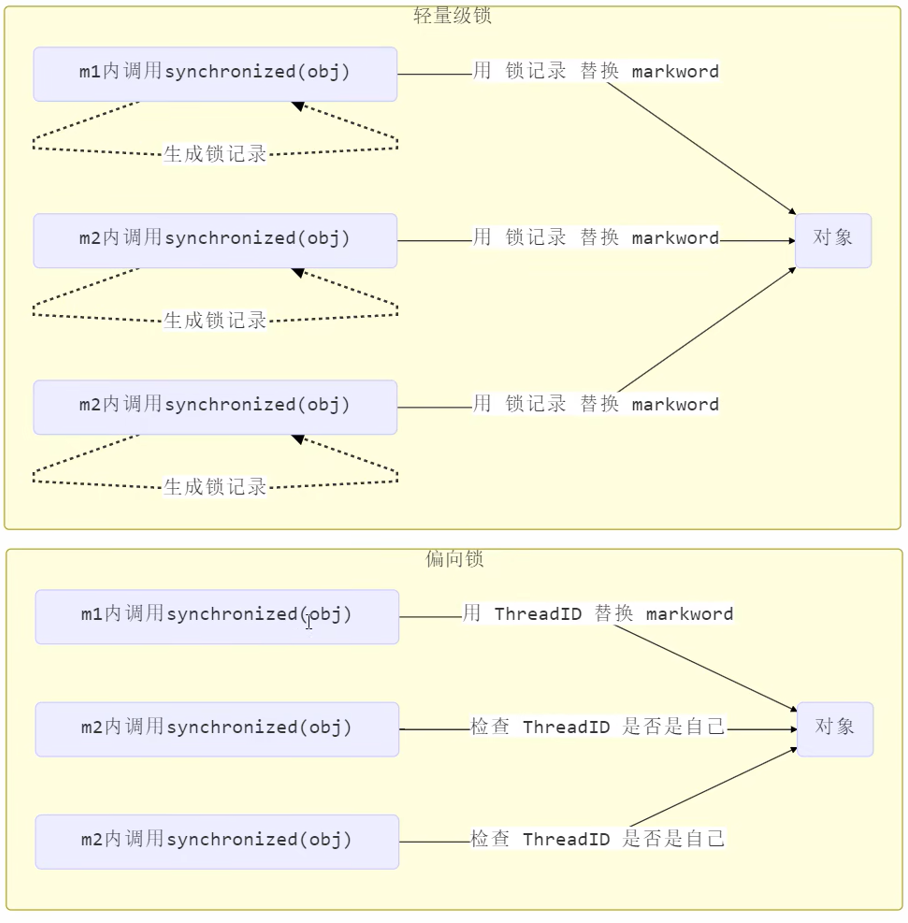 轻量级锁
m1内调用synchronized(obj)
用 锁记录 替换 markword
生成锁记录
m2内调用synchronized(obj)
用 锁记录 替换 markword
对象
生成锁记录
m2内调用synchronized(obj)
用 锁记录 替换 markword
生成锁记录
偏向锁
m1内调用synchronized(obj)
用 ThreadID 替换 markword
m2内调用synchronized(obj)
检查 ThreadID 是否是自己
对象
m2内调用synchronized(obj)
检查 ThreadID 是否是自己